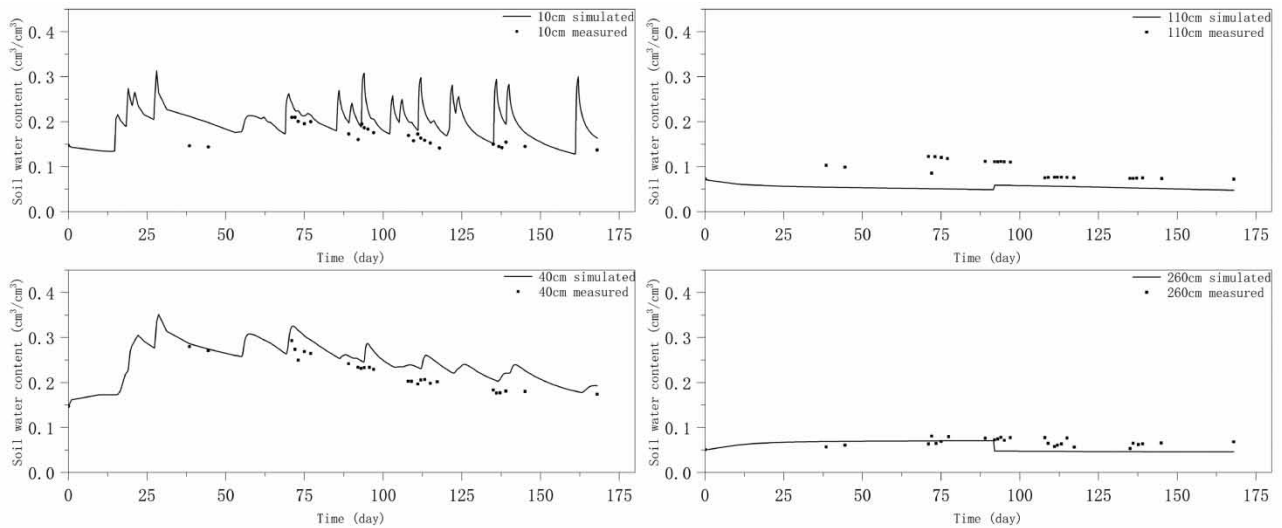 10cm simulated
10cm measured
Soil water content (cm³/cm³)
0.4
0.3
0.2
0.1
0.0
0 25 50 75 100 125 150 175
Time (day)
110cm simulated
110cm measured
Soil water content (cm³/cm³)
0.4
0.3
0.2
0.1
0.0
0 25 50 75 100 125 150 175
Time (day)
40cm simulated
40cm measured
Soil water content (cm³/cm³)
0.4
0.3
0.2
0.1
0.0
0 25 50 75 100 125 150 175
Time (day)
260cm simulated
260cm measured
Soil water content (cm³/cm³)
0.4
0.3
0.2
0.1
0.0
0 25 50 75 100 125 150 175
Time (day)